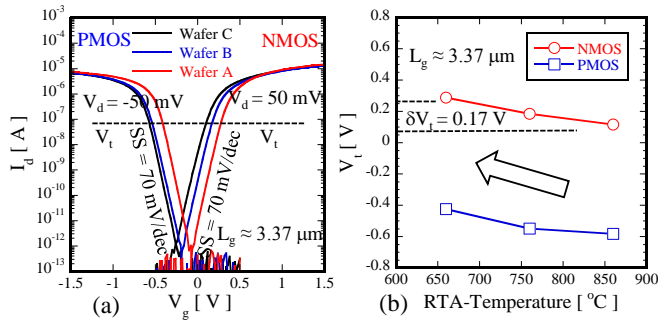 PMOS
Wafer C
Wafer B
Wafer A
NMOS
V_d = -50 mV
V_d = 50 mV
V_t
V_t
SS = 70 mV/dec
SS = 70 mV/dec
L_g ≈ 3.37 µm
I_d [ A ]
10^-3
10^-4
10^-5
10^-6
10^-7
10^-8
10^-9
10^-10
10^-11
10^-12
10^-13
-1.5
-1
-0.5
0
0.5
1
1.5
(a)
V_g [ V ]
L_g ≈ 3.37 µm
NMOS
PMOS
δV_t = 0.17 V
V_t [ V ]
0.8
0.6
0.4
0.2
0
-0.2
-0.4
-0.6
-0.8
600
650
700
750
800
850
900
(b)
RTA-Temperature [ °C ]